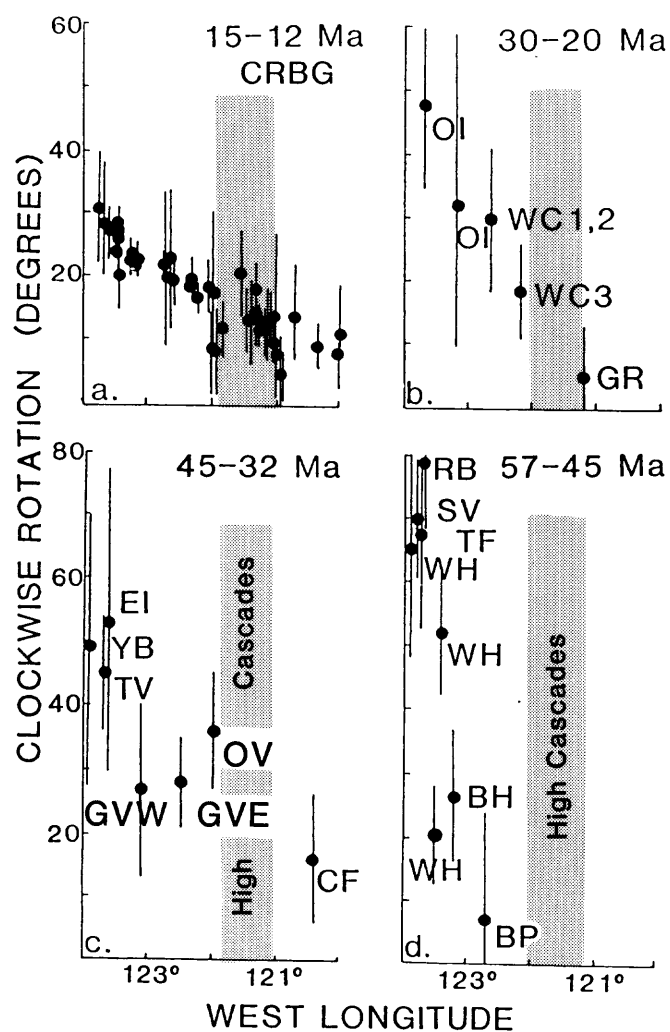 60
40
20
15-12 Ma
CRBG
a.
30-20 Ma
OI
OI
WC1,2
WC3
GR
b.
CLOCKWISE ROTATION (DEGREES)
80
60
40
20
45-32 Ma
EI
YB
TV
GVW
GVE
OV
CF
High Cascades
c.
123°
121°
57-45 Ma
RB
SV
TF
WH
WH
BH
WH
BP
High Cascades
d.
123°
121°
WEST LONGITUDE